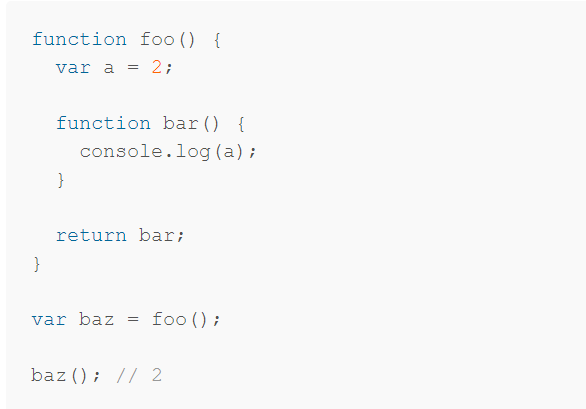 function foo() {
  var a = 2;
  function bar() {
    console.log(a);
  }
  return bar;
}
var baz = foo();
baz(); // 2